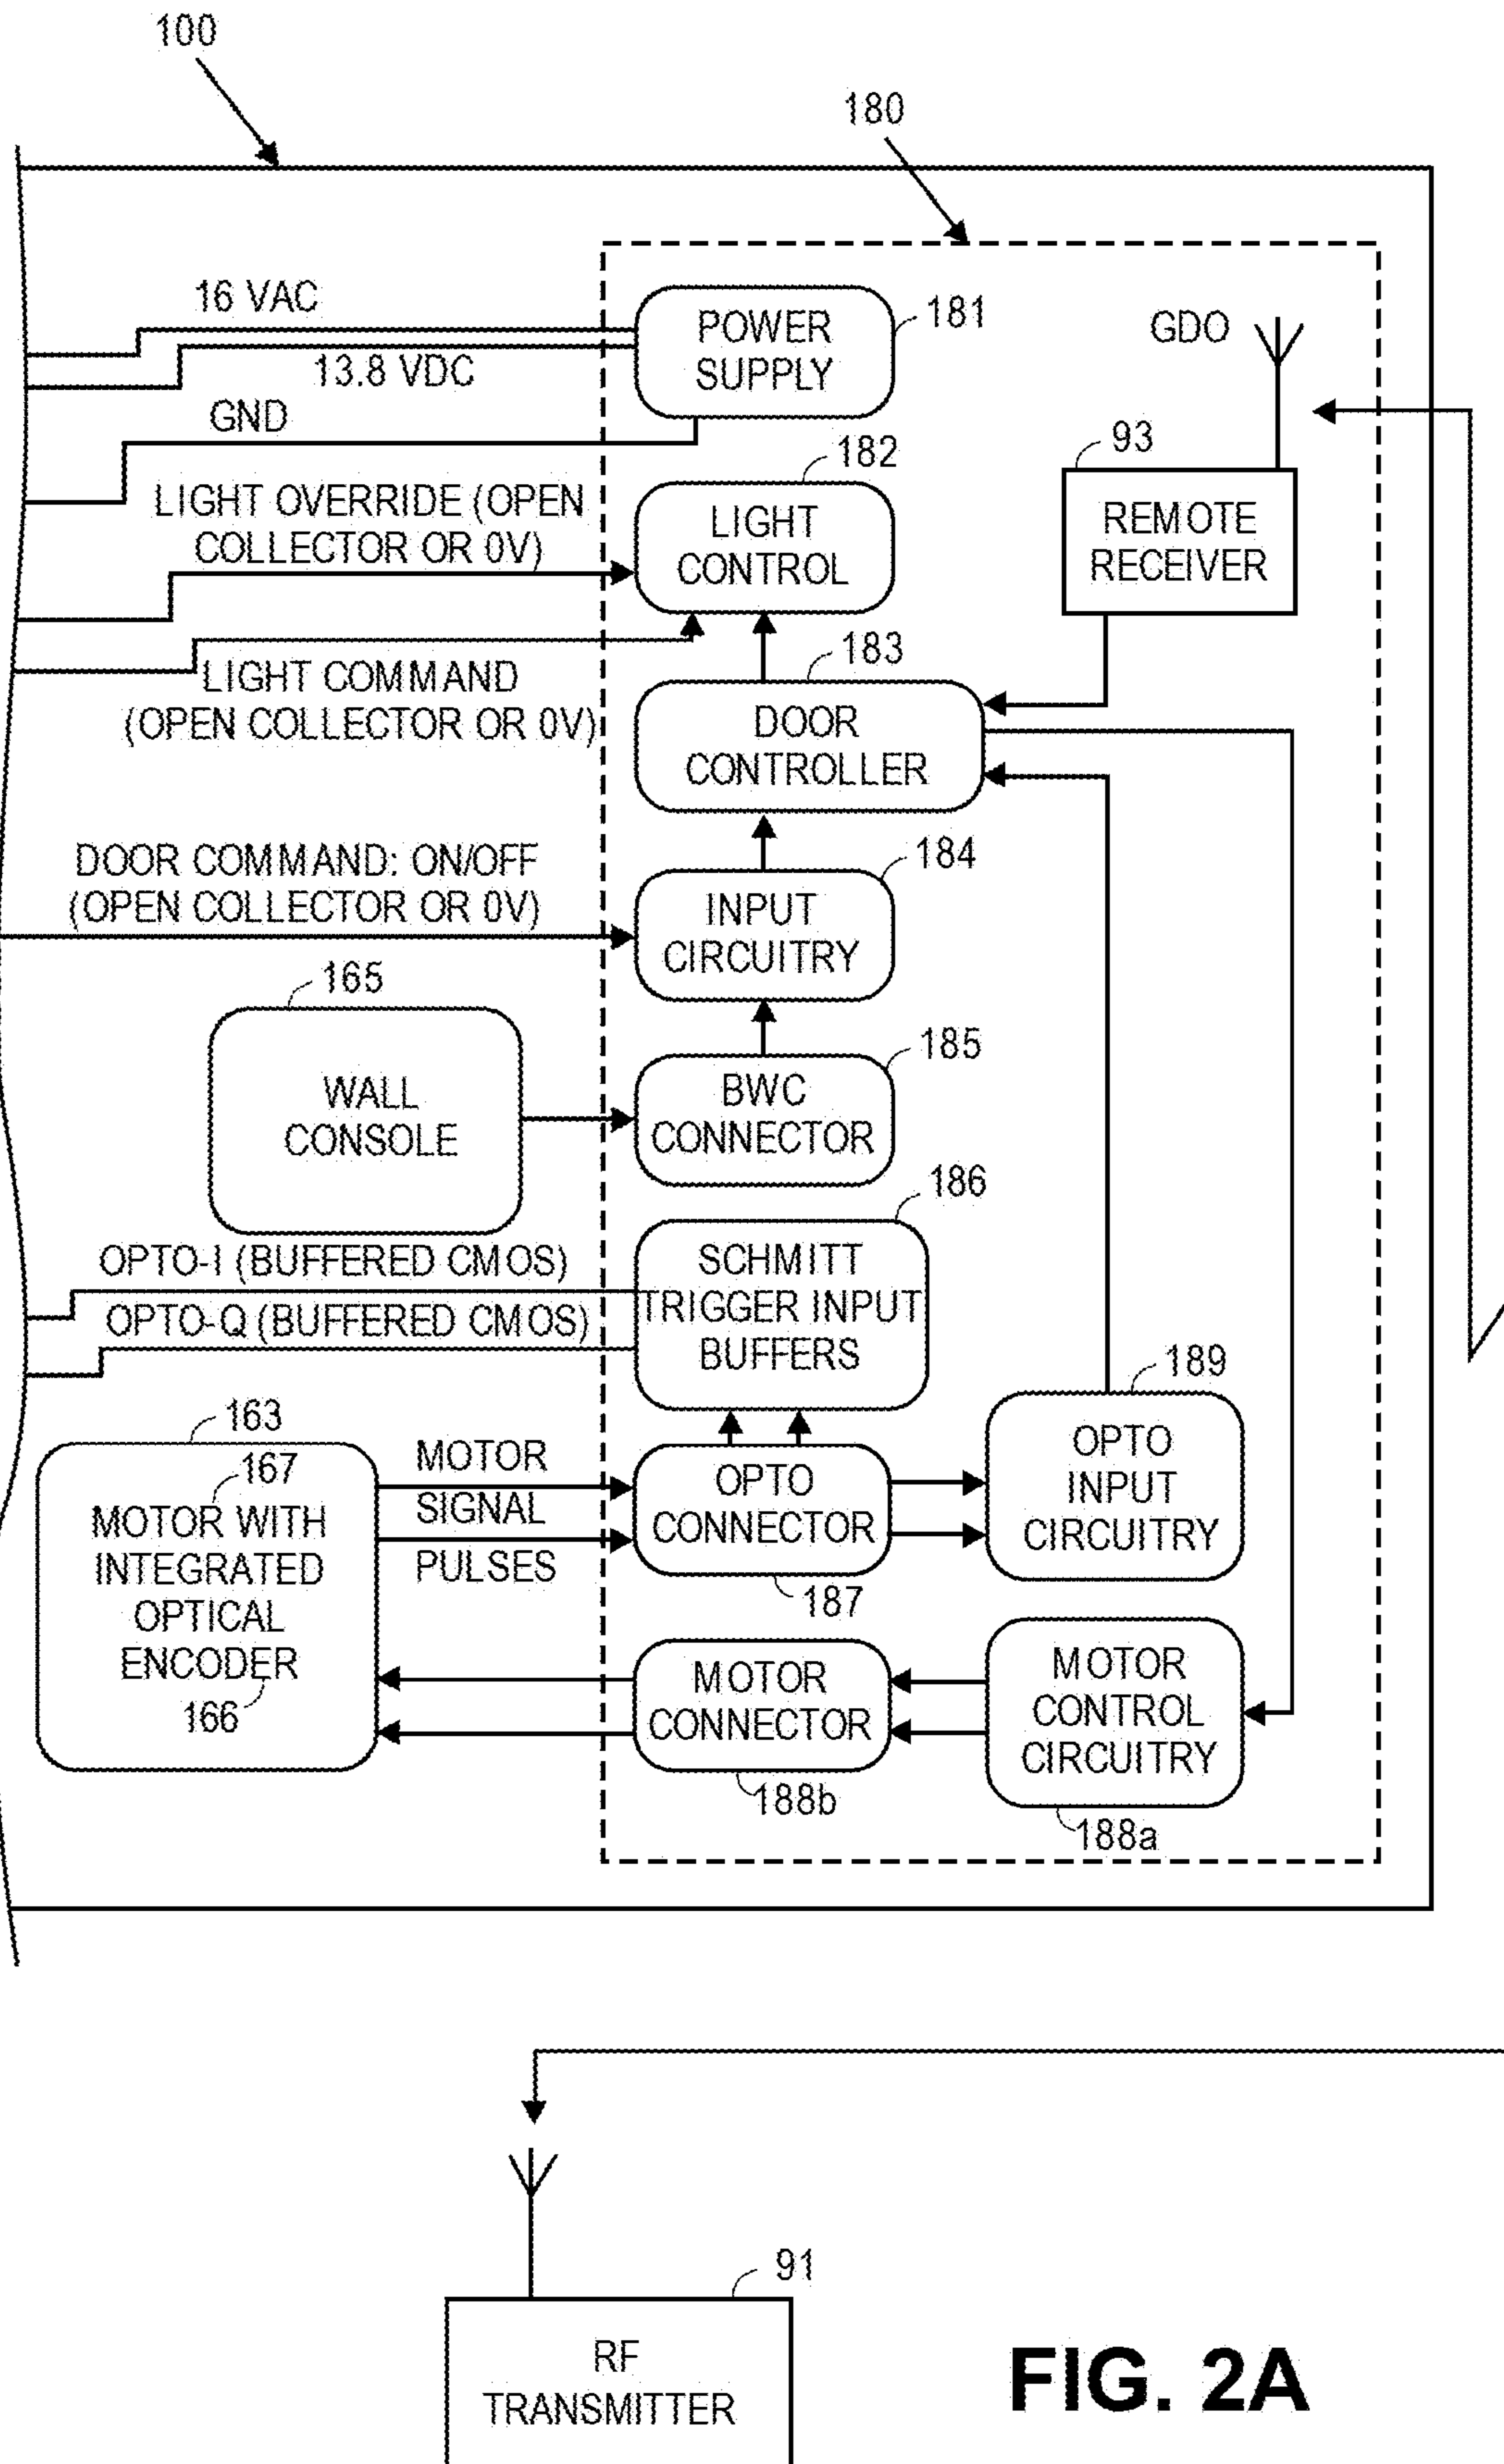 100
180
16 VAC
POWER
SUPPLY
181
GDO
13.8 VDC
GND
182
93
LIGHT OVERRIDE (OPEN
COLLECTOR OR 0V)
LIGHT
CONTROL
REMOTE
RECEIVER
183
LIGHT COMMAND
(OPEN COLLECTOR OR 0V)
DOOR
CONTROLLER
184
DOOR COMMAND: ON/OFF
(OPEN COLLECTOR OR 0V)
INPUT
CIRCUITRY
165
185
WALL
CONSOLE
BWC
CONNECTOR
186
OPTO-I (BUFFERED CMOS)
OPTO-Q (BUFFERED CMOS)
SCHMITT
TRIGGER INPUT
BUFFERS
189
163
167
MOTOR WITH
INTEGRATED
OPTICAL
ENCODER
166
MOTOR
SIGNAL
PULSES
OPTO
CONNECTOR
187
OPTO
INPUT
CIRCUITRY
MOTOR
CONNECTOR
188b
MOTOR
CONTROL
CIRCUITRY
188a
91
RF
TRANSMITTER
FIG. 2A